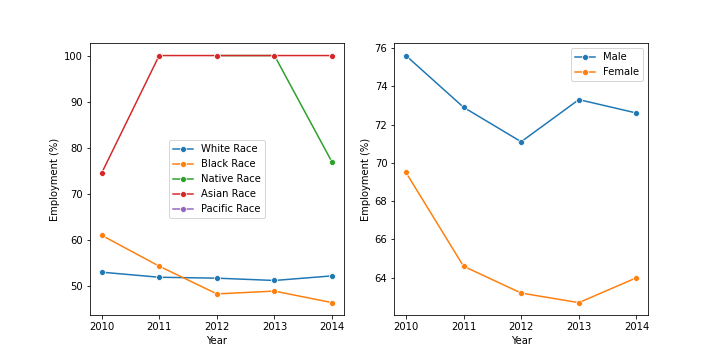 100
90
80
70
60
50
Employment (%)
White Race
Black Race
Native Race
Asian Race
Pacific Race
2010 2011 2012 2013 2014
Year
76
74
72
70
68
66
64
Employment (%)
Male
Female
2010 2011 2012 2013 2014
Year